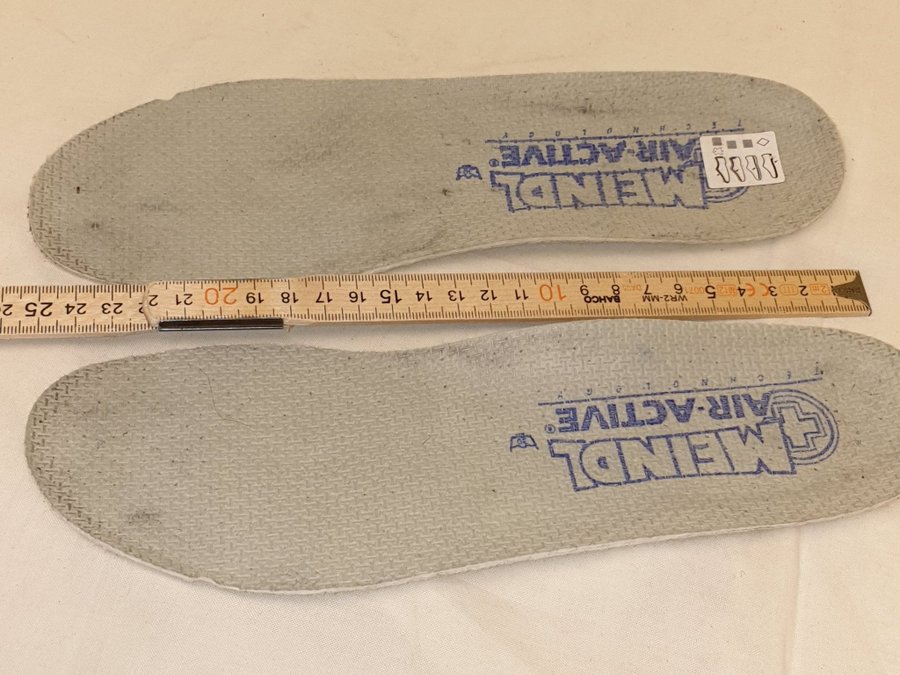 TECHNOLOGY
AIR-ACTIVE®
MEINDL
25 24 23 22 21 20 19 18 17 16 15 14 13 12 11 10 9 BAHCO 8 7 WR2-MM 6 5 4 3 2
TECHNOLOGY
AIR-ACTIVE®
MEINDL